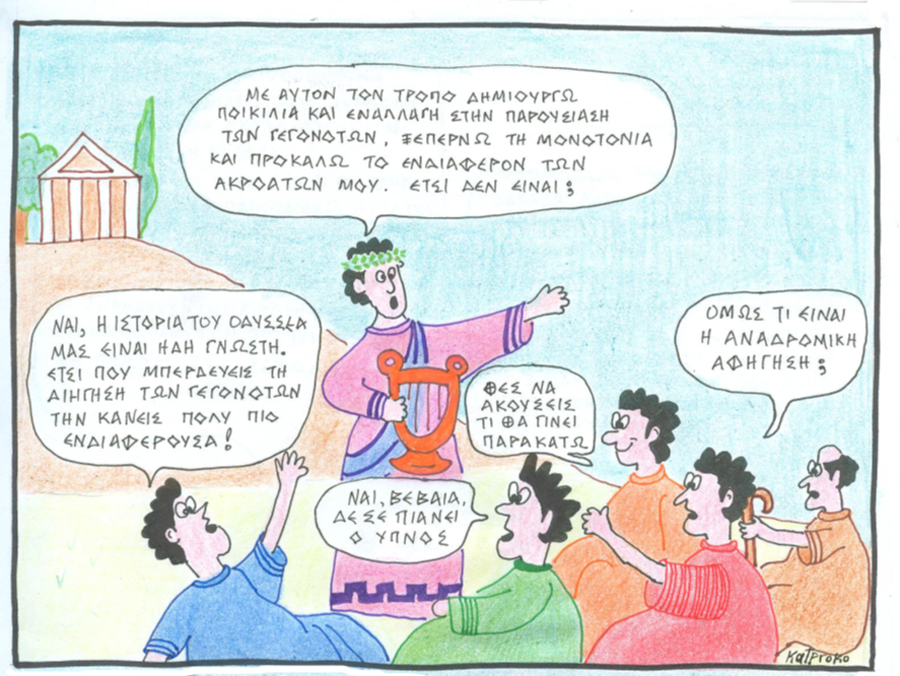 ΜΕ ΑΥΤΟΝ ΤΟΝ ΤΡΟΠΟ ΔΗΜΙΟΥΡΓΩ
ΠΟΙΚΙΛΙΑ ΚΑΙ ΕΝΑΛΛΑΓΗ ΣΤΗΝ ΠΑΡΟΥΣΙΑΣΗ
ΤΩΝ ΓΕΓΟΝΟΤΩΝ, ΞΕΠΕΡΝΩ ΤΗ ΜΟΝΟΤΟΝΙΑ
ΚΑΙ ΠΡΟΚΑΛΩ ΤΟ ΕΝΔΙΑΦΕΡΟΝ ΤΩΝ
ΑΚΡΟΑΤΩΝ ΜΟΥ. ΕΤΣΙ ΔΕΝ ΕΙΝΑΙ;
ΝΑΙ, Η ΙΣΤΟΡΙΑ ΤΟΥ ΟΔΥΣΣΕΑ
ΜΑΣ ΕΙΝΑΙ ΗΔΗ ΓΝΩΣΤΗ.
ΕΤΣΙ ΠΟΥ ΜΠΕΡΔΕΥΕΙΣ ΤΗ
ΔΙΗΓΗΣΗ ΤΩΝ ΓΕΓΟΝΟΤΩΝ
ΤΗΝ ΚΑΝΕΙΣ ΠΟΛΥ ΠΙΟ
ΕΝΔΙΑΦΕΡΟΥΣΑ!
ΟΜΩΣ ΤΙ ΕΙΝΑΙ
Η ΑΝΑΔΡΟΜΙΚΗ
ΑΦΗΓΗΣΗ;
ΘΕΣ ΝΑ
ΑΚΟΥΣΕΙΣ
ΤΙ ΘΑ ΓΙΝΕΙ
ΠΑΡΑΚΑΤΩ
ΝΑΙ, ΒΕΒΑΙΑ,
ΔΕ ΣΕ ΠΙΑΝΕΙ
Ο ΥΠΝΟΣ
ΚατΡτοκο